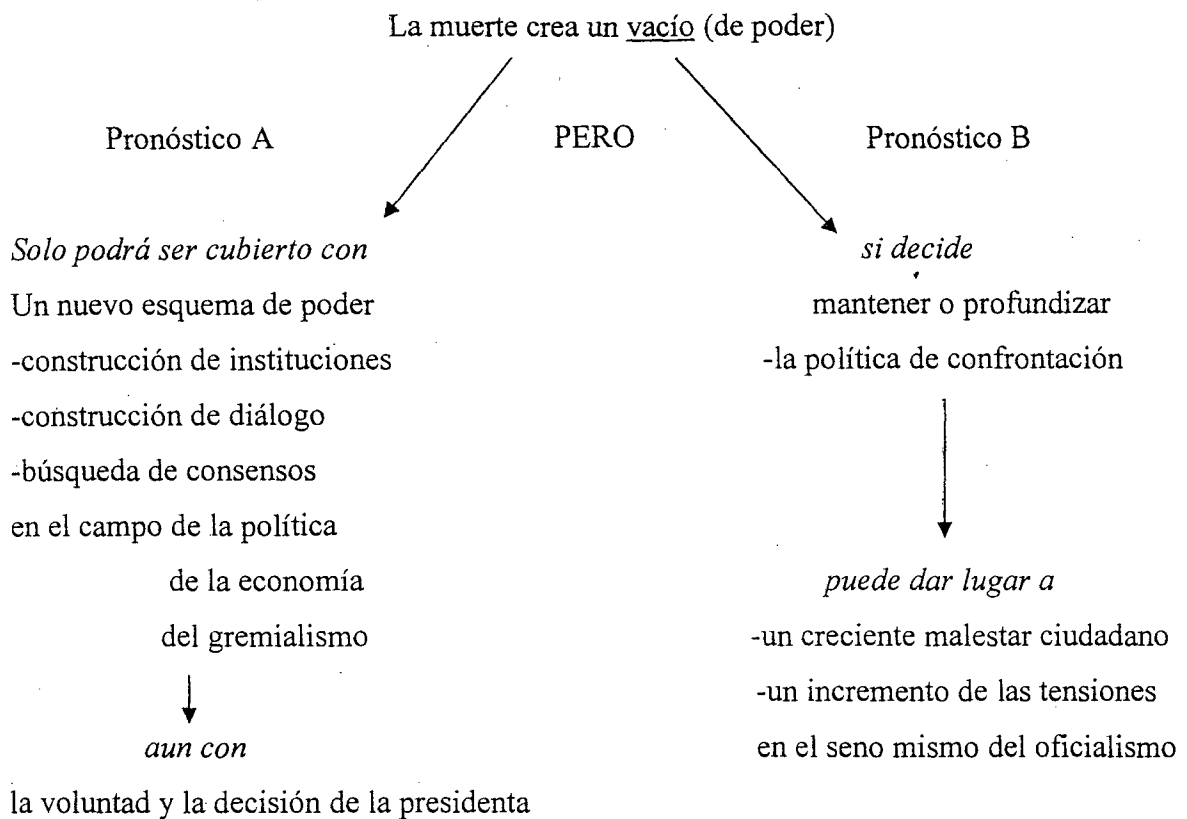 La muerte crea un vacío (de poder)
Pronóstico A
PERO
Pronóstico B
Solo podrá ser cubierto con
Un nuevo esquema de poder
-construcción de instituciones
-construcción de diálogo
-búsqueda de consensos
en el campo de la política
de la economía
del gremialismo
aun con
la voluntad y la decisión de la presidenta
si decide
mantener o profundizar
-la política de confrontación
puede dar lugar a
-un creciente malestar ciudadano
-un incremento de las tensiones
en el seno mismo del oficialismo